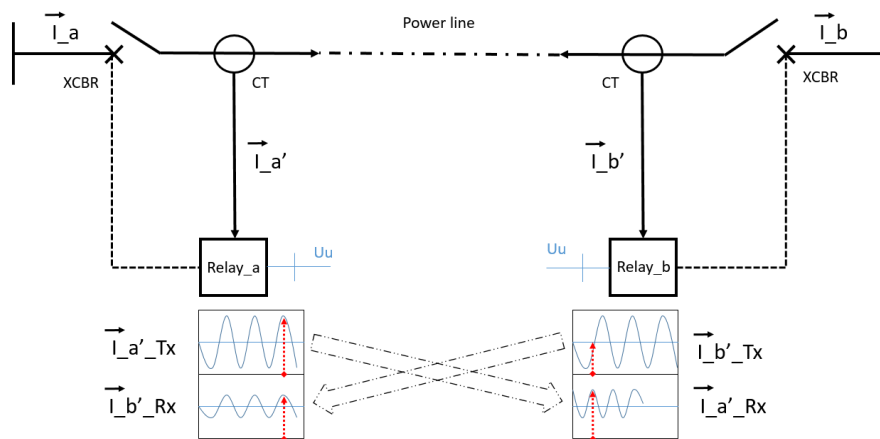 I_a
Power line
I_b
XCBR
CT
CT
XCBR
I_a’
I_b’
Uu
Uu
Relay_a
Relay_b
I_a’_Tx
I_b’_Tx
I_b’_Rx
I_a’_Rx